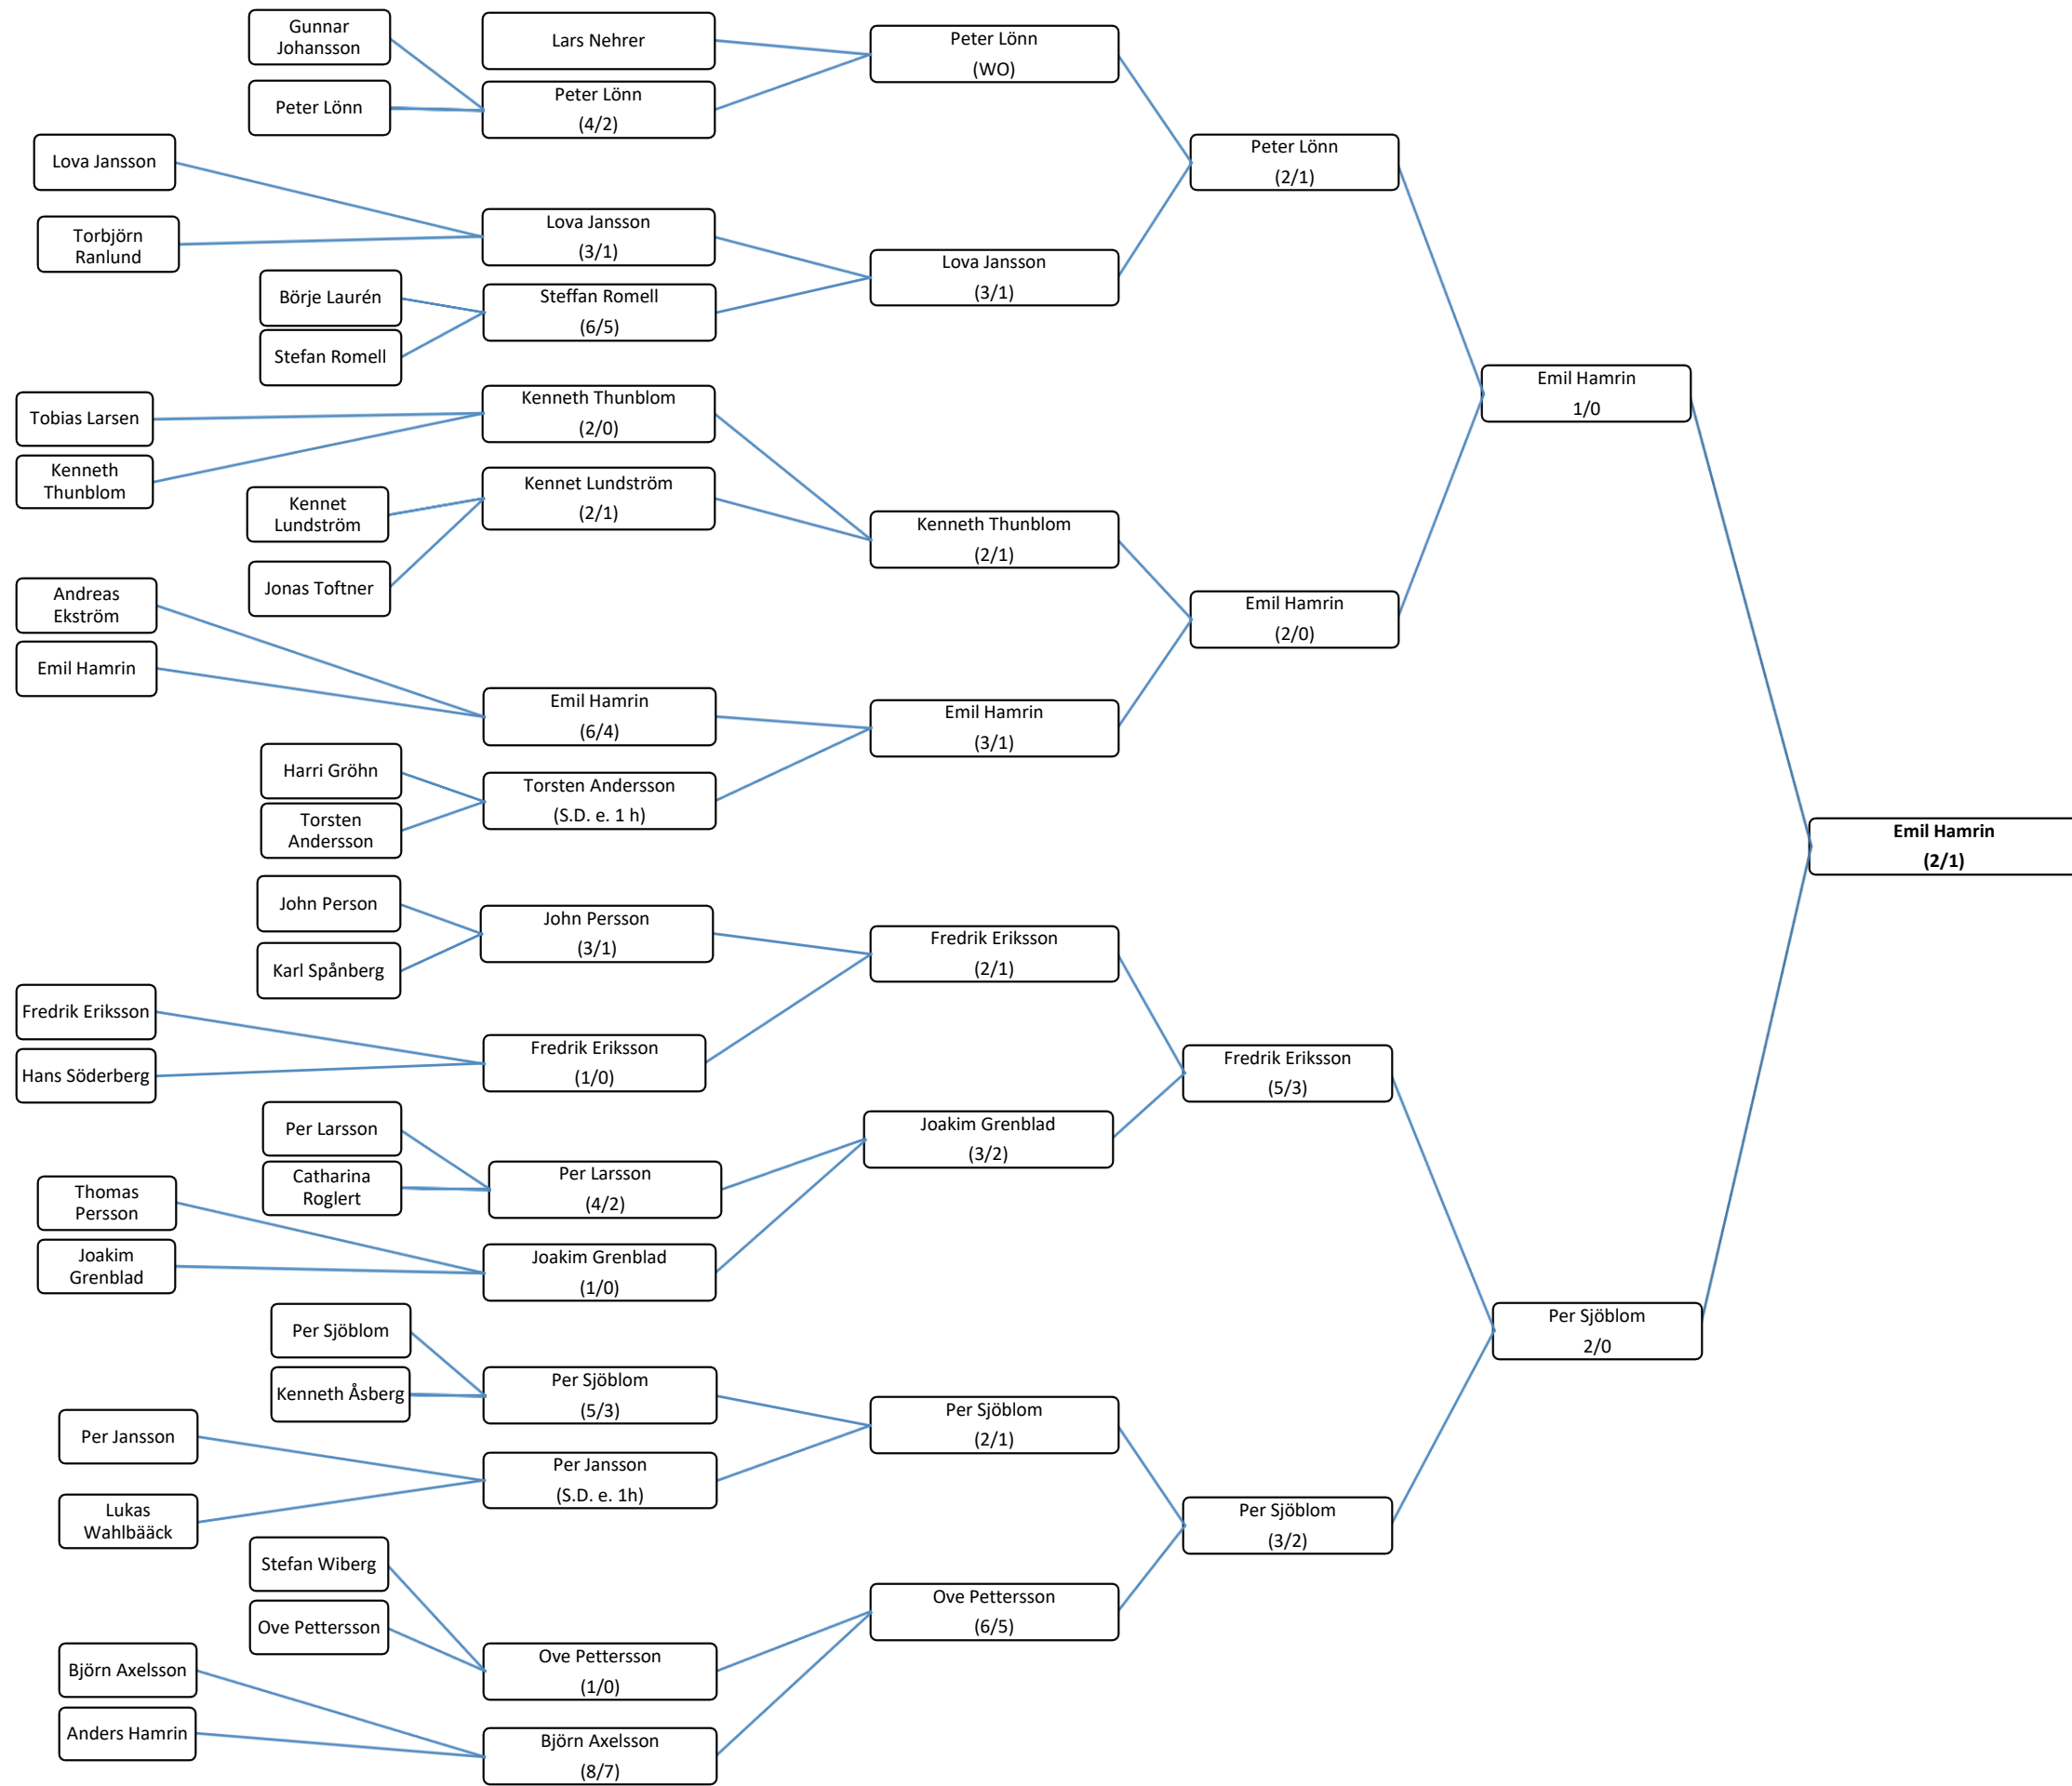 Gunnar
Johansson
Peter Lönn
Lova Jansson
Torbjörn
Ranlund
Börje Laurén
Stefan Romell
Tobias Larsen
Kenneth
Thunblom
Kennet
Lundström
Jonas Toftner
Andreas
Ekström
Emil Hamrin
Harri Gröhn
Torsten
Andersson
John Person
Karl Spånberg
Fredrik Eriksson
Hans Söderberg
Per Larsson
Catharina
Roglert
Thomas
Persson
Joakim
Grenblad
Per Sjöblom
Kenneth Åsberg
Per Jansson
Lukas
Wahlbääck
Stefan Wiberg
Ove Pettersson
Björn Axelsson
Anders Hamrin
Lars Nehrer
Peter Lönn
(4/2)
Lova Jansson
(3/1)
Steffan Romell
(6/5)
Kenneth Thunblom
(2/0)
Kennet Lundström
(2/1)
Emil Hamrin
(6/4)
Torsten Andersson
(S.D. e. 1 h)
John Persson
(3/1)
Fredrik Eriksson
(1/0)
Per Larsson
(4/2)
Joakim Grenblad
(1/0)
Per Sjöblom
(5/3)
Per Jansson
(S.D. e. 1h)
Ove Pettersson
(1/0)
Björn Axelsson
(8/7)
Peter Lönn
(WO)
Lova Jansson
(3/1)
Kenneth Thunblom
(2/1)
Emil Hamrin
(3/1)
Fredrik Eriksson
(2/1)
Joakim Grenblad
(3/2)
Per Sjöblom
(2/1)
Ove Pettersson
(6/5)
Peter Lönn
(2/1)
Emil Hamrin
(2/0)
Fredrik Eriksson
(5/3)
Per Sjöblom
(3/2)
Emil Hamrin
1/0
Per Sjöblom
2/0
Emil Hamrin
(2/1)